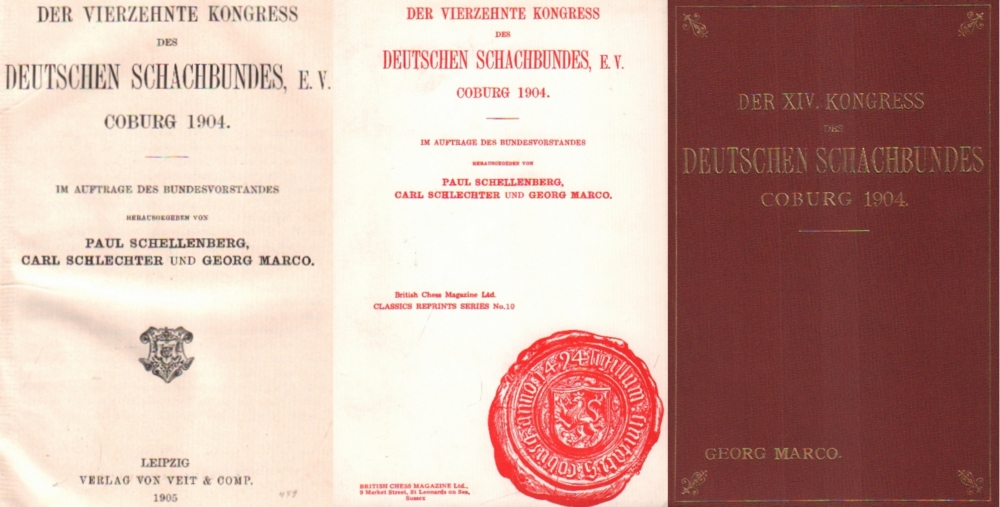 DER VIERZEHNTE KONGRESS
DES
DEUTSCHEN SCHACHBUNDES, E. V.
COBURG 1904.
IM AUFTRAGE DES BUNDESVORSTANDES
HERAUSGEGEBEN VON
PAUL SCHELLENBERG,
CARL SCHLECHTER UND GEORG MARCO.
LEIPZIG
VERLAG VON VEIT & COMP.
1905
DER VIERZEHNTE KONGRESS
DES
DEUTSCHEN SCHACHBUNDES, E. V.
COBURG 1904.
IM AUFTRAGE DES BUNDESVORSTANDES
HERAUSGEGEBEN VON
PAUL SCHELLENBERG,
CARL SCHLECHTER UND GEORG MARCO.
British Chess Magazine Ltd.
CLASSICS REPRINTS SERIES No.10
anno 1494
BRITISH CHESS MAGAZINE Ltd.,
9 Market Street, St Leonards on Sea,
Sussex
DER XIV. KONGRESS
DES
DEUTSCHEN SCHACHBUNDES
COBURG 1904.
GEORG MARCO.